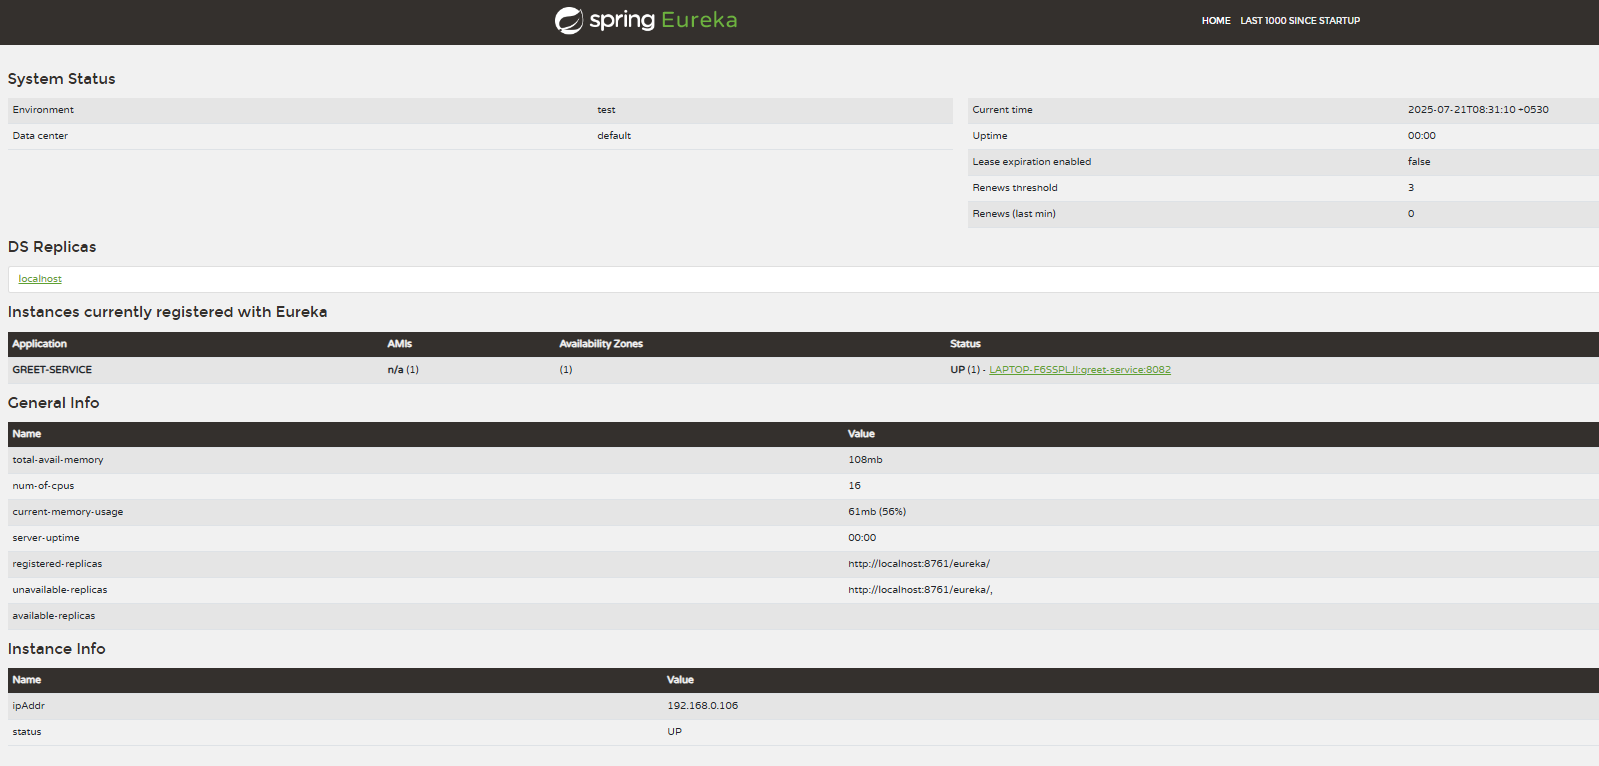 spring Eureka
HOME LAST 1000 SINCE STARTUP
System Status
Environment test
Data center default
Current time 2025-07-21T08:31:10 +0530
Uptime 00:00
Lease expiration enabled false
Renews threshold 3
Renews (last min) 0
DS Replicas
localhost
Instances currently registered with Eureka
Application AMIs Availability Zones Status
GREET-SERVICE n/a (1) (1) UP (1) - LAPTOP-F6SSPLJI:greet-service:8082
General Info
Name Value
total-avail-memory 108mb
num-of-cpus 16
current-memory-usage 61mb (56%)
server-uptime 00:00
registered-replicas http://localhost:8761/eureka/
unavailable-replicas http://localhost:8761/eureka/,
available-replicas
Instance Info
Name Value
ipAddr 192.168.0.106
status UP